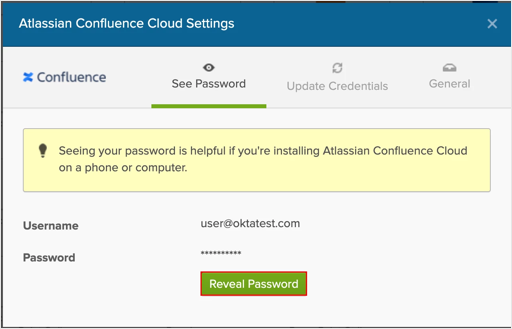 Atlassian Confluence Cloud Settings
Confluence
See Password
Update Credentials
General
Seeing your password is helpful if you're installing Atlassian Confluence Cloud
on a phone or computer.
Username user@oktatest.com
Password **********
Reveal Password